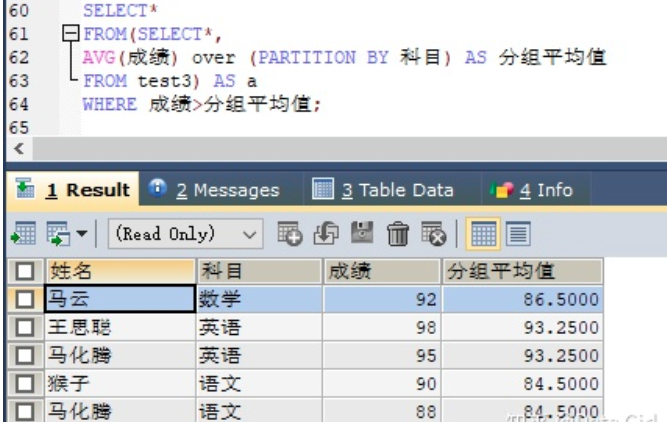 60 SELECT*
61 FROM(SELECT*,
62 AVG(成绩) over (PARTITION BY 科目) AS 分组平均值
63 FROM test3) AS a
64 WHERE 成绩>分组平均值;
65
1 Result 2 Messages 3 Table Data 4 Info
(Read Only)
姓名 科目 成绩 分组平均值
马云 数学 92 86.5000
王思聪 英语 98 93.2500
马化腾 英语 95 93.2500
猴子 语文 90 84.5000
马化腾 语文 88 84.5000